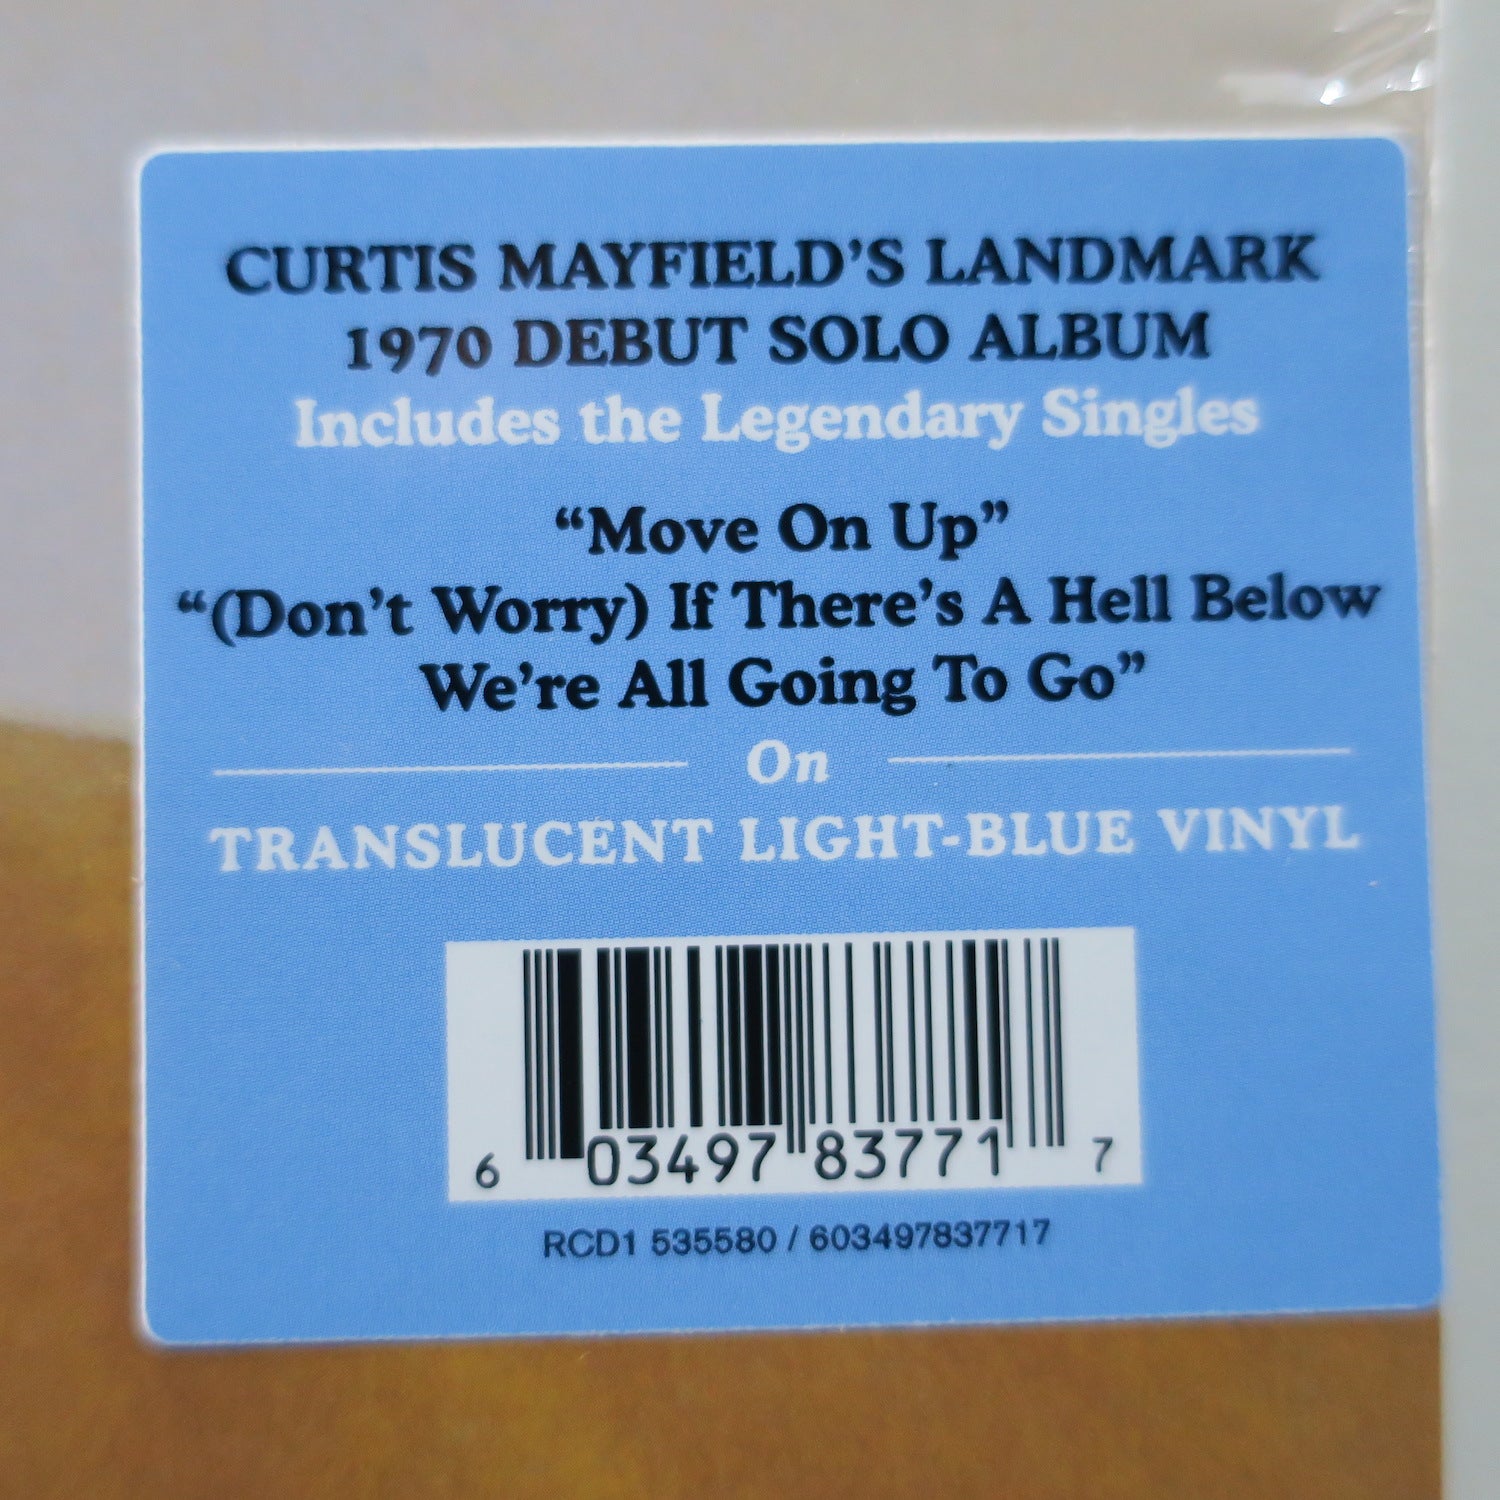 CURTIS MAYFIELD’S LANDMARK
1970 DEBUT SOLO ALBUM
Includes the Legendary Singles
“Move On Up”
“(Don’t Worry) If There’s A Hell Below
We’re All Going To Go”
On
TRANSLUCENT LIGHT-BLUE VINYL
6 03497 83771 7
RCD1 535580 / 603497837717